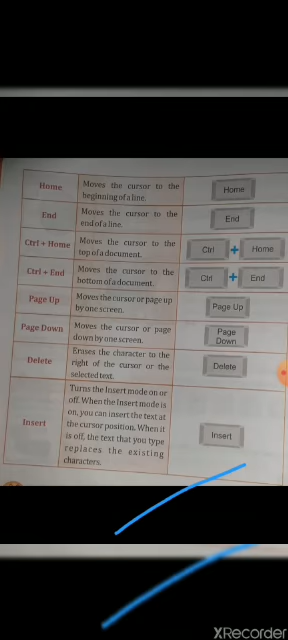 Home
Moves the cursor to the
beginning of a line.
Home
End
Moves the cursor to the
end of a line.
End
Ctrl + Home
Moves the cursor to the
top of a document.
Ctrl + Home
Ctrl + End
Moves the cursor to the
bottom of a document.
Ctrl + End
Page Up
Moves the cursor or page up
by one screen.
Page Up
Page Down
Moves the cursor or page
down by one screen.
Page
Down
Delete
Erases the character to the
right of the cursor or the
selected text.
Delete
Insert
Turns the Insert mode on or
off. When the Insert mode is
on, you can insert the text at
the cursor position. When it
is off, the text that you type
replaces the existing
characters.
Insert
XRecorder